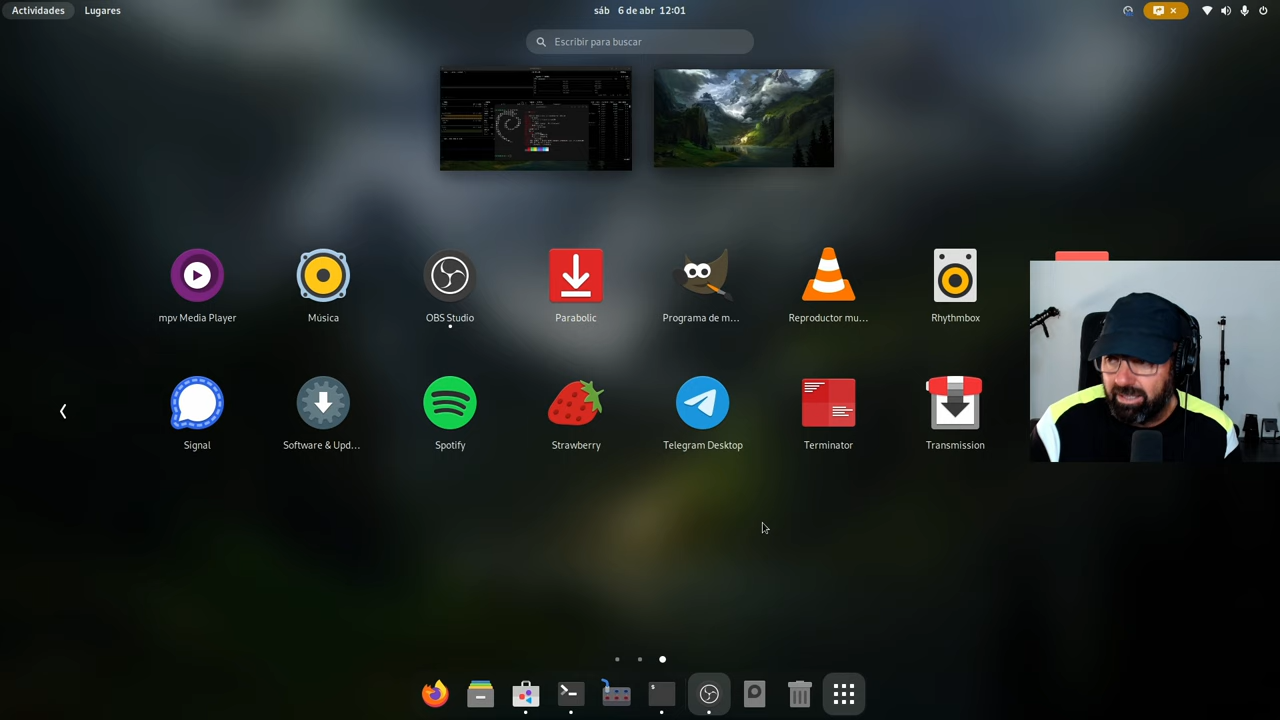 Actividades
Lugares
sáb 6 de abr 12:01
Escribir para buscar
mpv Media Player
Música
OBS Studio
Parabolic
Programa de m...
Reproductor mu...
Rhythmbox
Signal
Software & Upd...
Spotify
Strawberry
Telegram Desktop
Terminator
Transmission